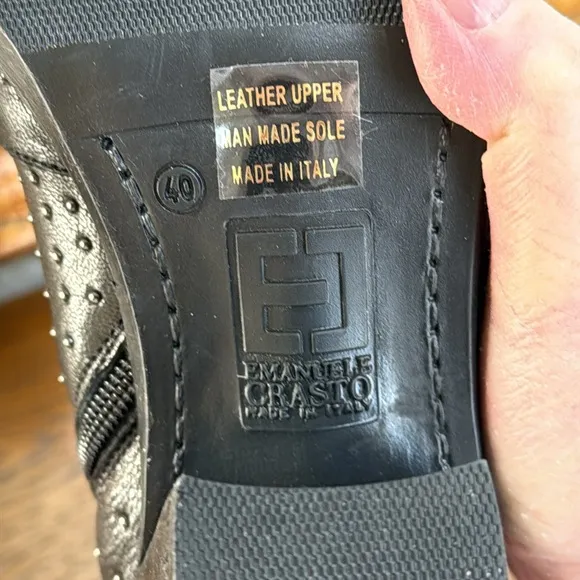 LEATHER UPPER
MAN MADE SOLE
MADE IN ITALY
40
EMANUELE
CRASTO
MADE IN ITALY